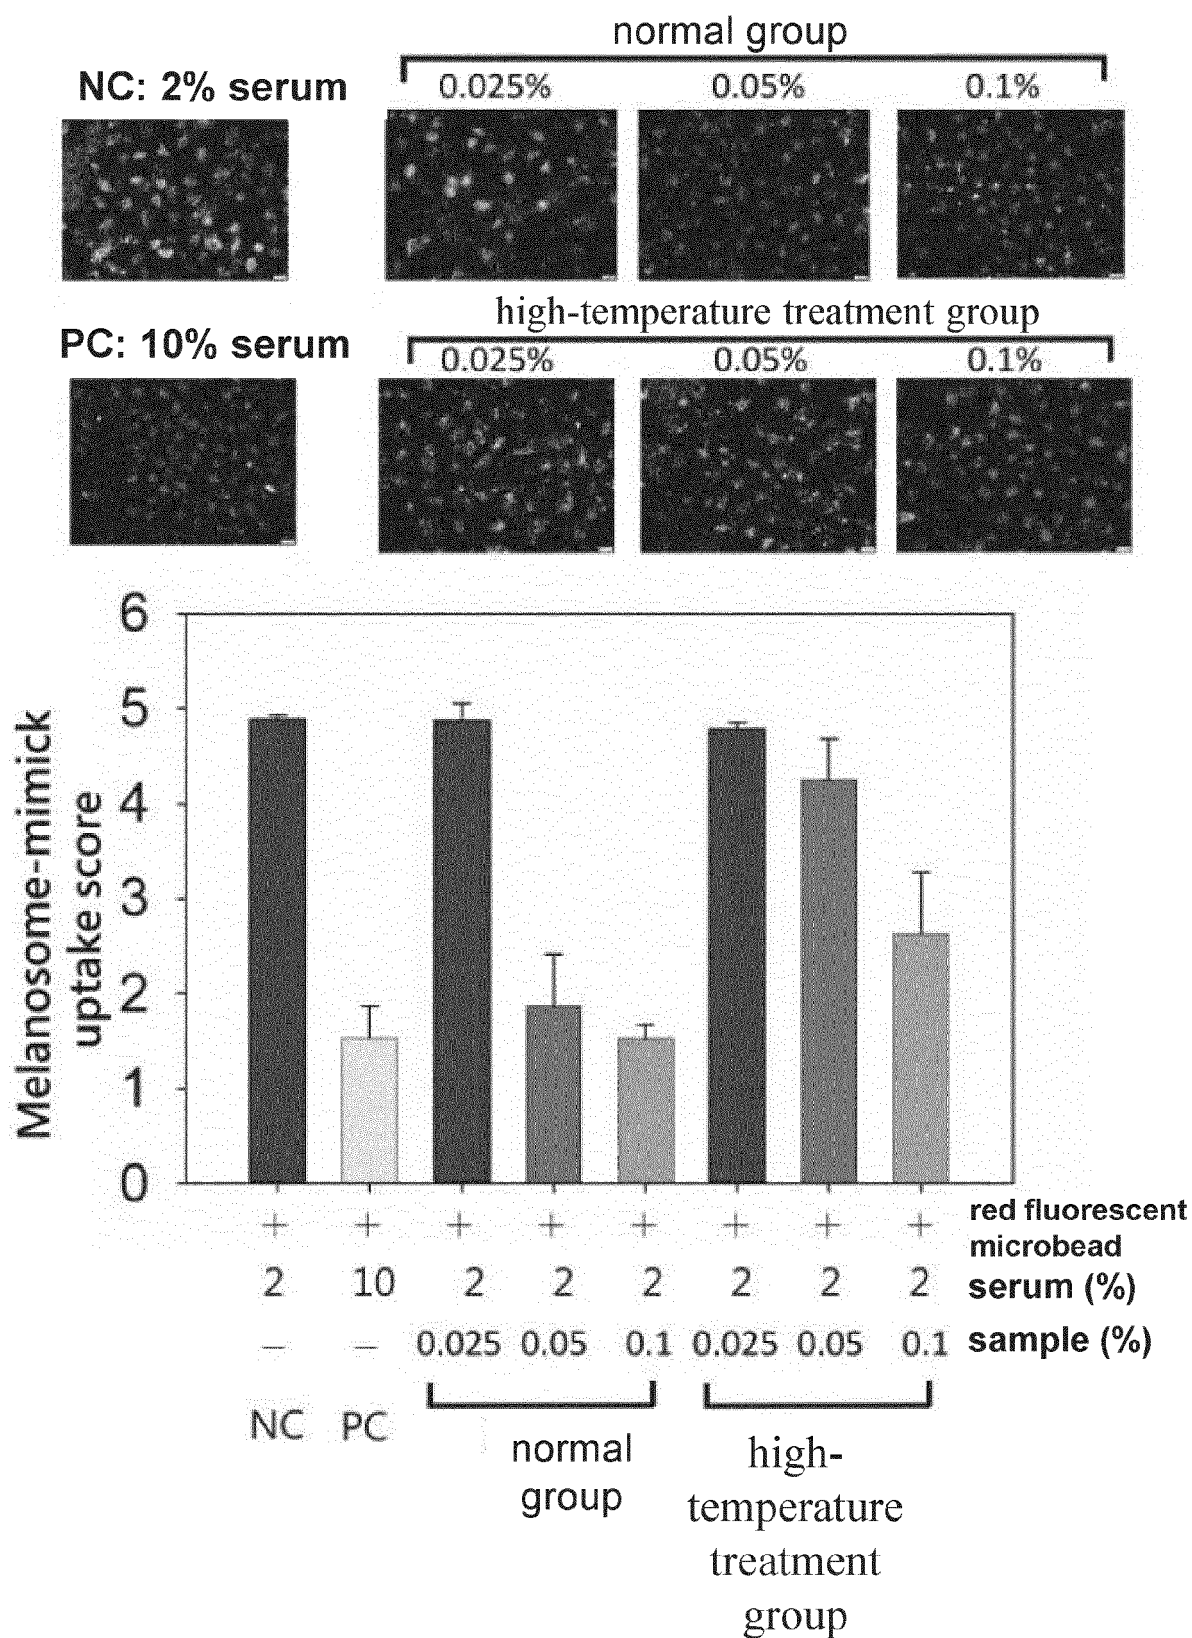 normal group
NC: 2% serum
0.025% 0.05% 0.1%
high-temperature treatment group
PC: 10% serum
0.025% 0.05% 0.1%
Melanosome-mimick
uptake score
6
5
4
3
2
1
0
+ + + + + + + + red fluorescent
microbead
2 10 2 2 2 2 2 2 serum (%)
– – 0.025 0.05 0.1 0.025 0.05 0.1 sample (%)
NC PC
normal
group
high-
temperature
treatment
group